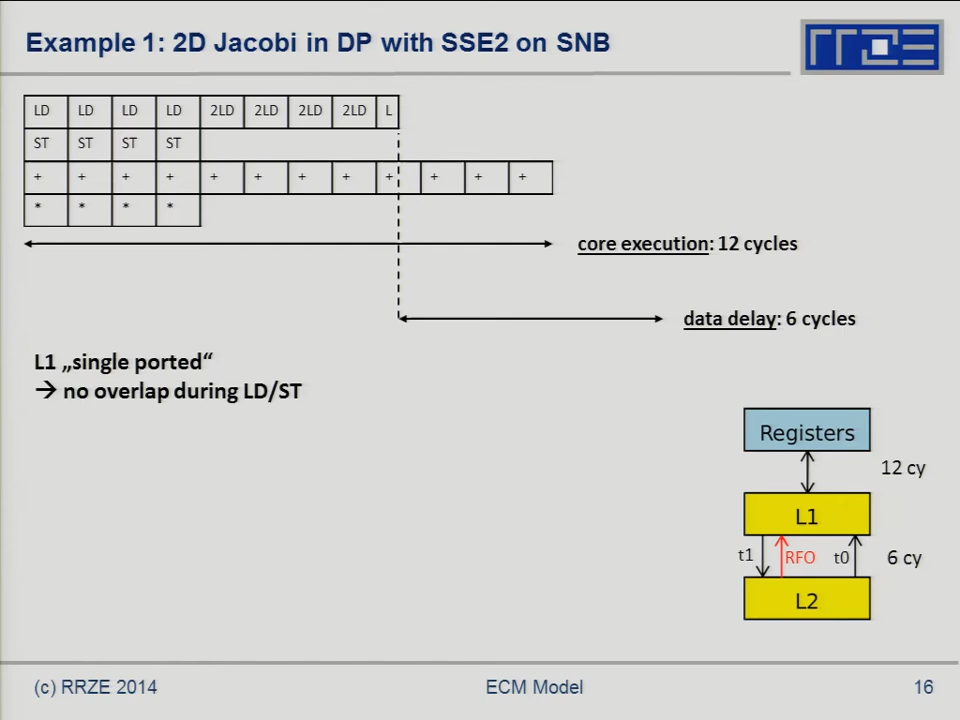 Example 1: 2D Jacobi in DP with SSE2 on SNB
RRZE
LD LD LD LD 2LD 2LD 2LD 2LD L
ST ST ST ST
+ + + + + + + + + + + +
* * * *
core execution: 12 cycles
data delay: 6 cycles
L1 „single ported“
→ no overlap during LD/ST
Registers
12 cy
L1
t1 RFO t0 6 cy
L2
(c) RRZE 2014 ECM Model 16